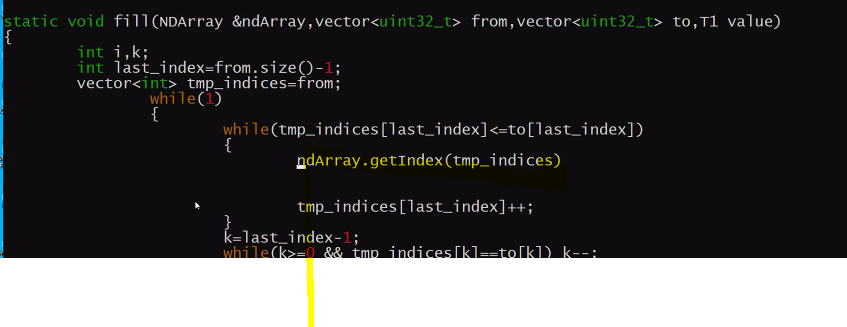 static void fill(NDArray &ndArray,vector<uint32_t> from,vector<uint32_t> to,T1 value)
{
int i,k;
int last_index=from.size()-1;
vector<int> tmp_indices=from;
while(1)
{
while(tmp_indices[last_index]<=to[last_index])
{
ndArray.getIndex(tmp_indices)
tmp_indices[last_index]++;
}
k=last_index-1;
while(k>=0 && tmp_indices[k]==to[k]) k--;